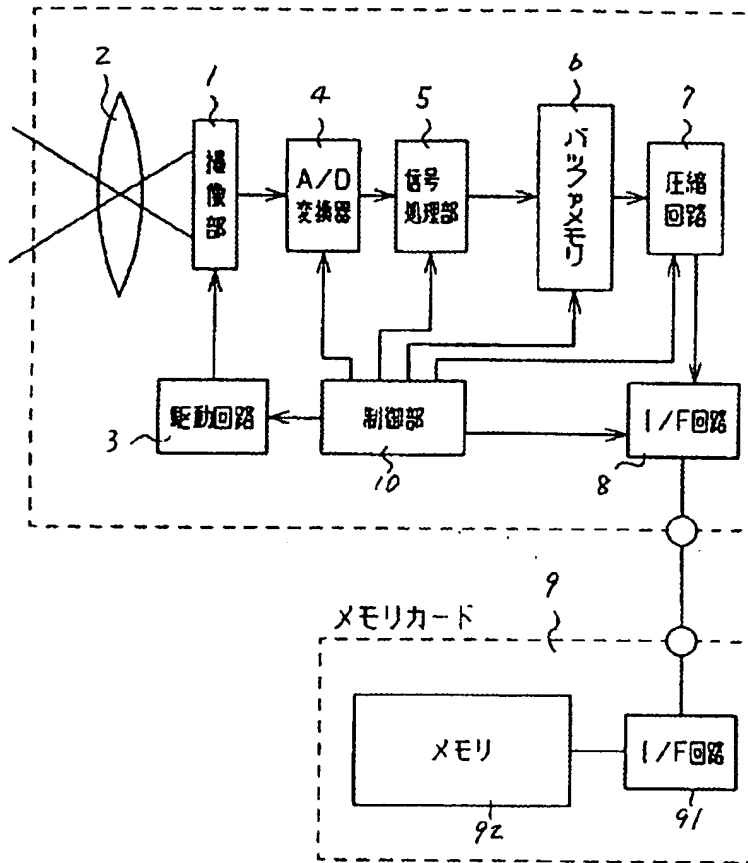 2
1
4
5
6
7
撮像部
A/D
変換器
信号
処理部
バッファメモリ
圧縮
回路
駆動回路
制御部
I/F回路
3
10
8
メモリカード
9
メモリ
I/F回路
92
91